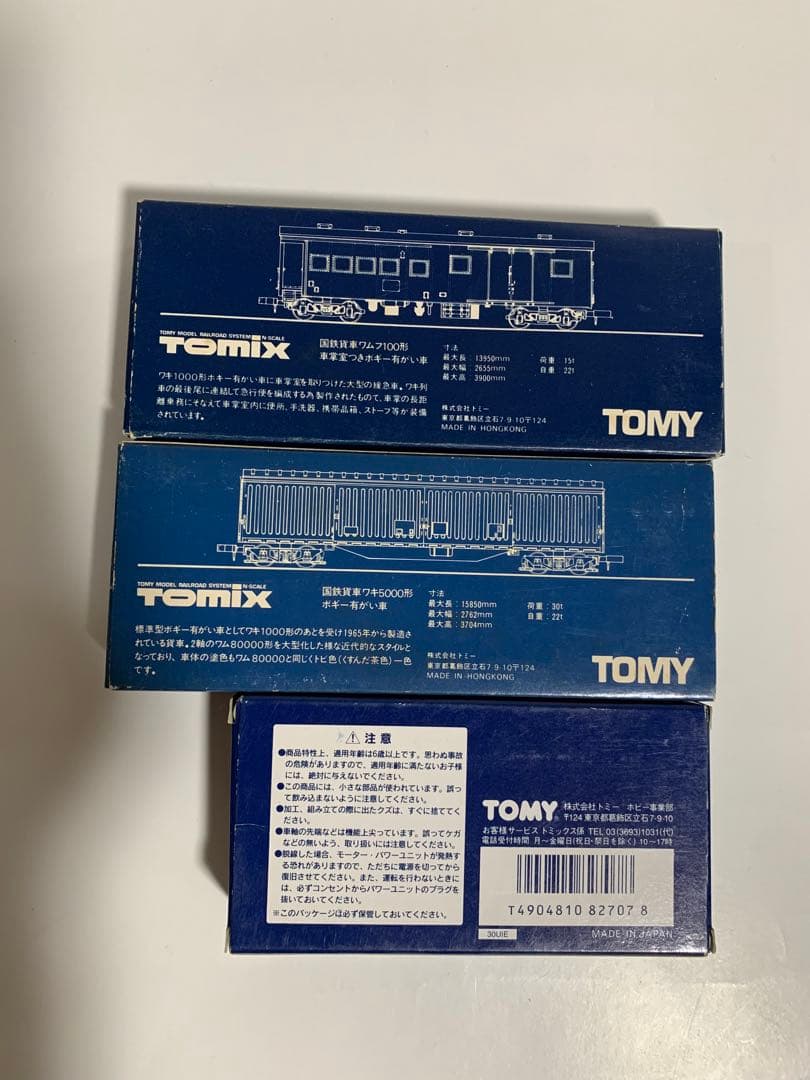 TOMY MODEL RAILROAD SYSTEM N-SCALE
TOMIX
国鉄貨車ワムフ100形
車掌室つきボギー有がい車
寸法
最大長:13950mm 荷重:15t
最大幅:2655mm 自重:22t
最大高:3900mm
ワキ1000形ボギー有がい車に車掌室を取りつけた大型の緩急車。ワキ列
車の最後尾に連結して急行便を編成する為製作されたもので、車掌の長距
離乗務にそなえて車掌室内に便所、手洗器、携帯品箱、ストーブ等が装備
されています。
株式会社トミー
東京都葛飾区立石7-9-10〒124
MADE IN HONGKONG
TOMY
TOMY MODEL RAILROAD SYSTEM N-SCALE
TOMIX
国鉄貨車ワキ5000形
ボギー有がい車
寸法
最大長:15850mm 荷重:30t
最大幅:2762mm 自重:22t
最大高:3704mm
標準型ボギー有がい車としてワキ1000形のあとを受け1965年から製造さ
れている貨車。2軸のワム80000形を大型化した様な近代的なスタイルと
なっており、車体の塗色もワム80000と同じくトビ色(くすんだ茶色)一色
です。
株式会社トミー
東京都葛飾区立石7-9-10〒124
MADE IN HONGKONG
TOMY
⚠注意
●商品特性上、適用年齢は6歳以上です。思わぬ事故
の危険がありますので、適用年齢に満たないお子様
には、絶対に与えないでください。
●この商品には、小さな部品が使われています。誤っ
て飲み込まないように注意してください。
●加工、組み立ての際に出たクズは、すぐに捨ててく
ださい。
●車軸の先端などは機能上尖っています。誤ってケガ
などの無いよう、取り扱いには注意してください。
●脱線した場合、モーター・パワーユニットが発熱す
る恐れがありますので、ただちに電源を切ってから
復旧させてください。また、運転を行わないときに
は、必ずコンセントからパワーユニットのプラグを
抜いておいてください。
※このパッケージは必ず保管しておいてください。
TOMY 株式会社トミー ホビー事業部
〒124 東京都葛飾区立石7-9-10
お客様サービス トミックス係 TEL 03(3693)1031(代)
電話受付時間 月〜金曜日(祝日・祭日を除く)10〜17時
T4904810 82707 8
30UIE
MADE IN JAPAN